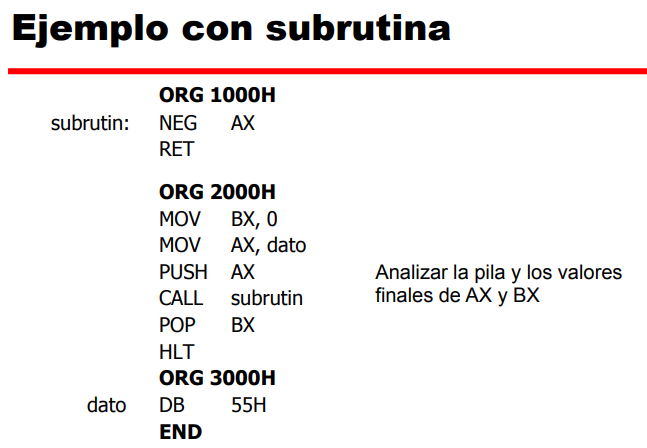 Ejemplo con subrutina
ORG 1000H
subrutin: NEG AX
RET
ORG 2000H
MOV BX, 0
MOV AX, dato
PUSH AX
CALL subrutin
POP BX
HLT
ORG 3000H
dato DB 55H
END
Analizar la pila y los valores
finales de AX y BX